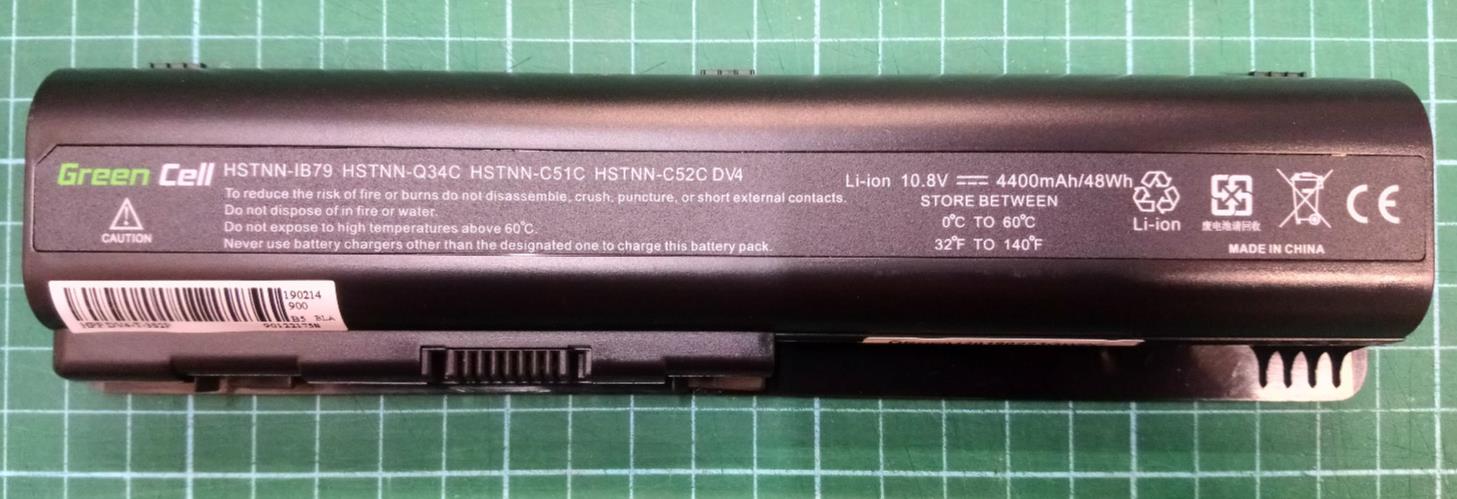 Green Cell HSTNN-IB79 HSTNN-Q34C HSTNN-C51C HSTNN-C52C DV4
To reduce the risk of fire or burns do not disassemble, crush, puncture, or short external contacts.
Do not dispose of in fire or water.
Do not expose to high temperatures above 60°C.
Never use battery chargers other than the designated one to charge this battery pack.
CAUTION
Li-ion 10.8V 4400mAh/48Wh
STORE BETWEEN
0°C TO 60°C
32°F TO 140°F
Li-ion
废电池请回收
CE
MADE IN CHINA
190214
900
B5 BLA